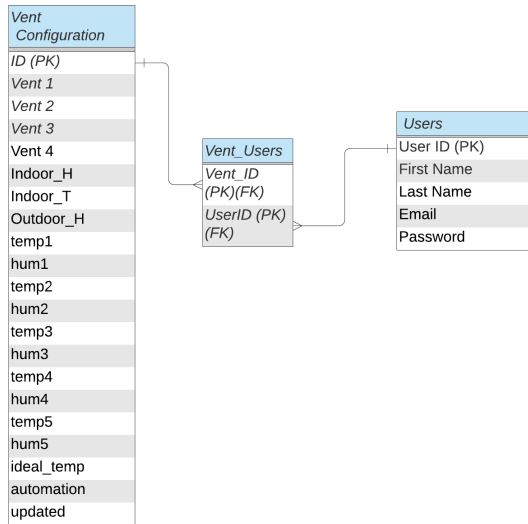 Vent
Configuration
ID (PK)
Vent 1
Vent 2
Vent 3
Vent 4
Indoor_H
Indoor_T
Outdoor_H
temp1
hum1
temp2
hum2
temp3
hum3
temp4
hum4
temp5
hum5
ideal_temp
automation
updated
Vent_Users
Vent_ID
(PK)(FK)
UserID (PK)
(FK)
Users
User ID (PK)
First Name
Last Name
Email
Password